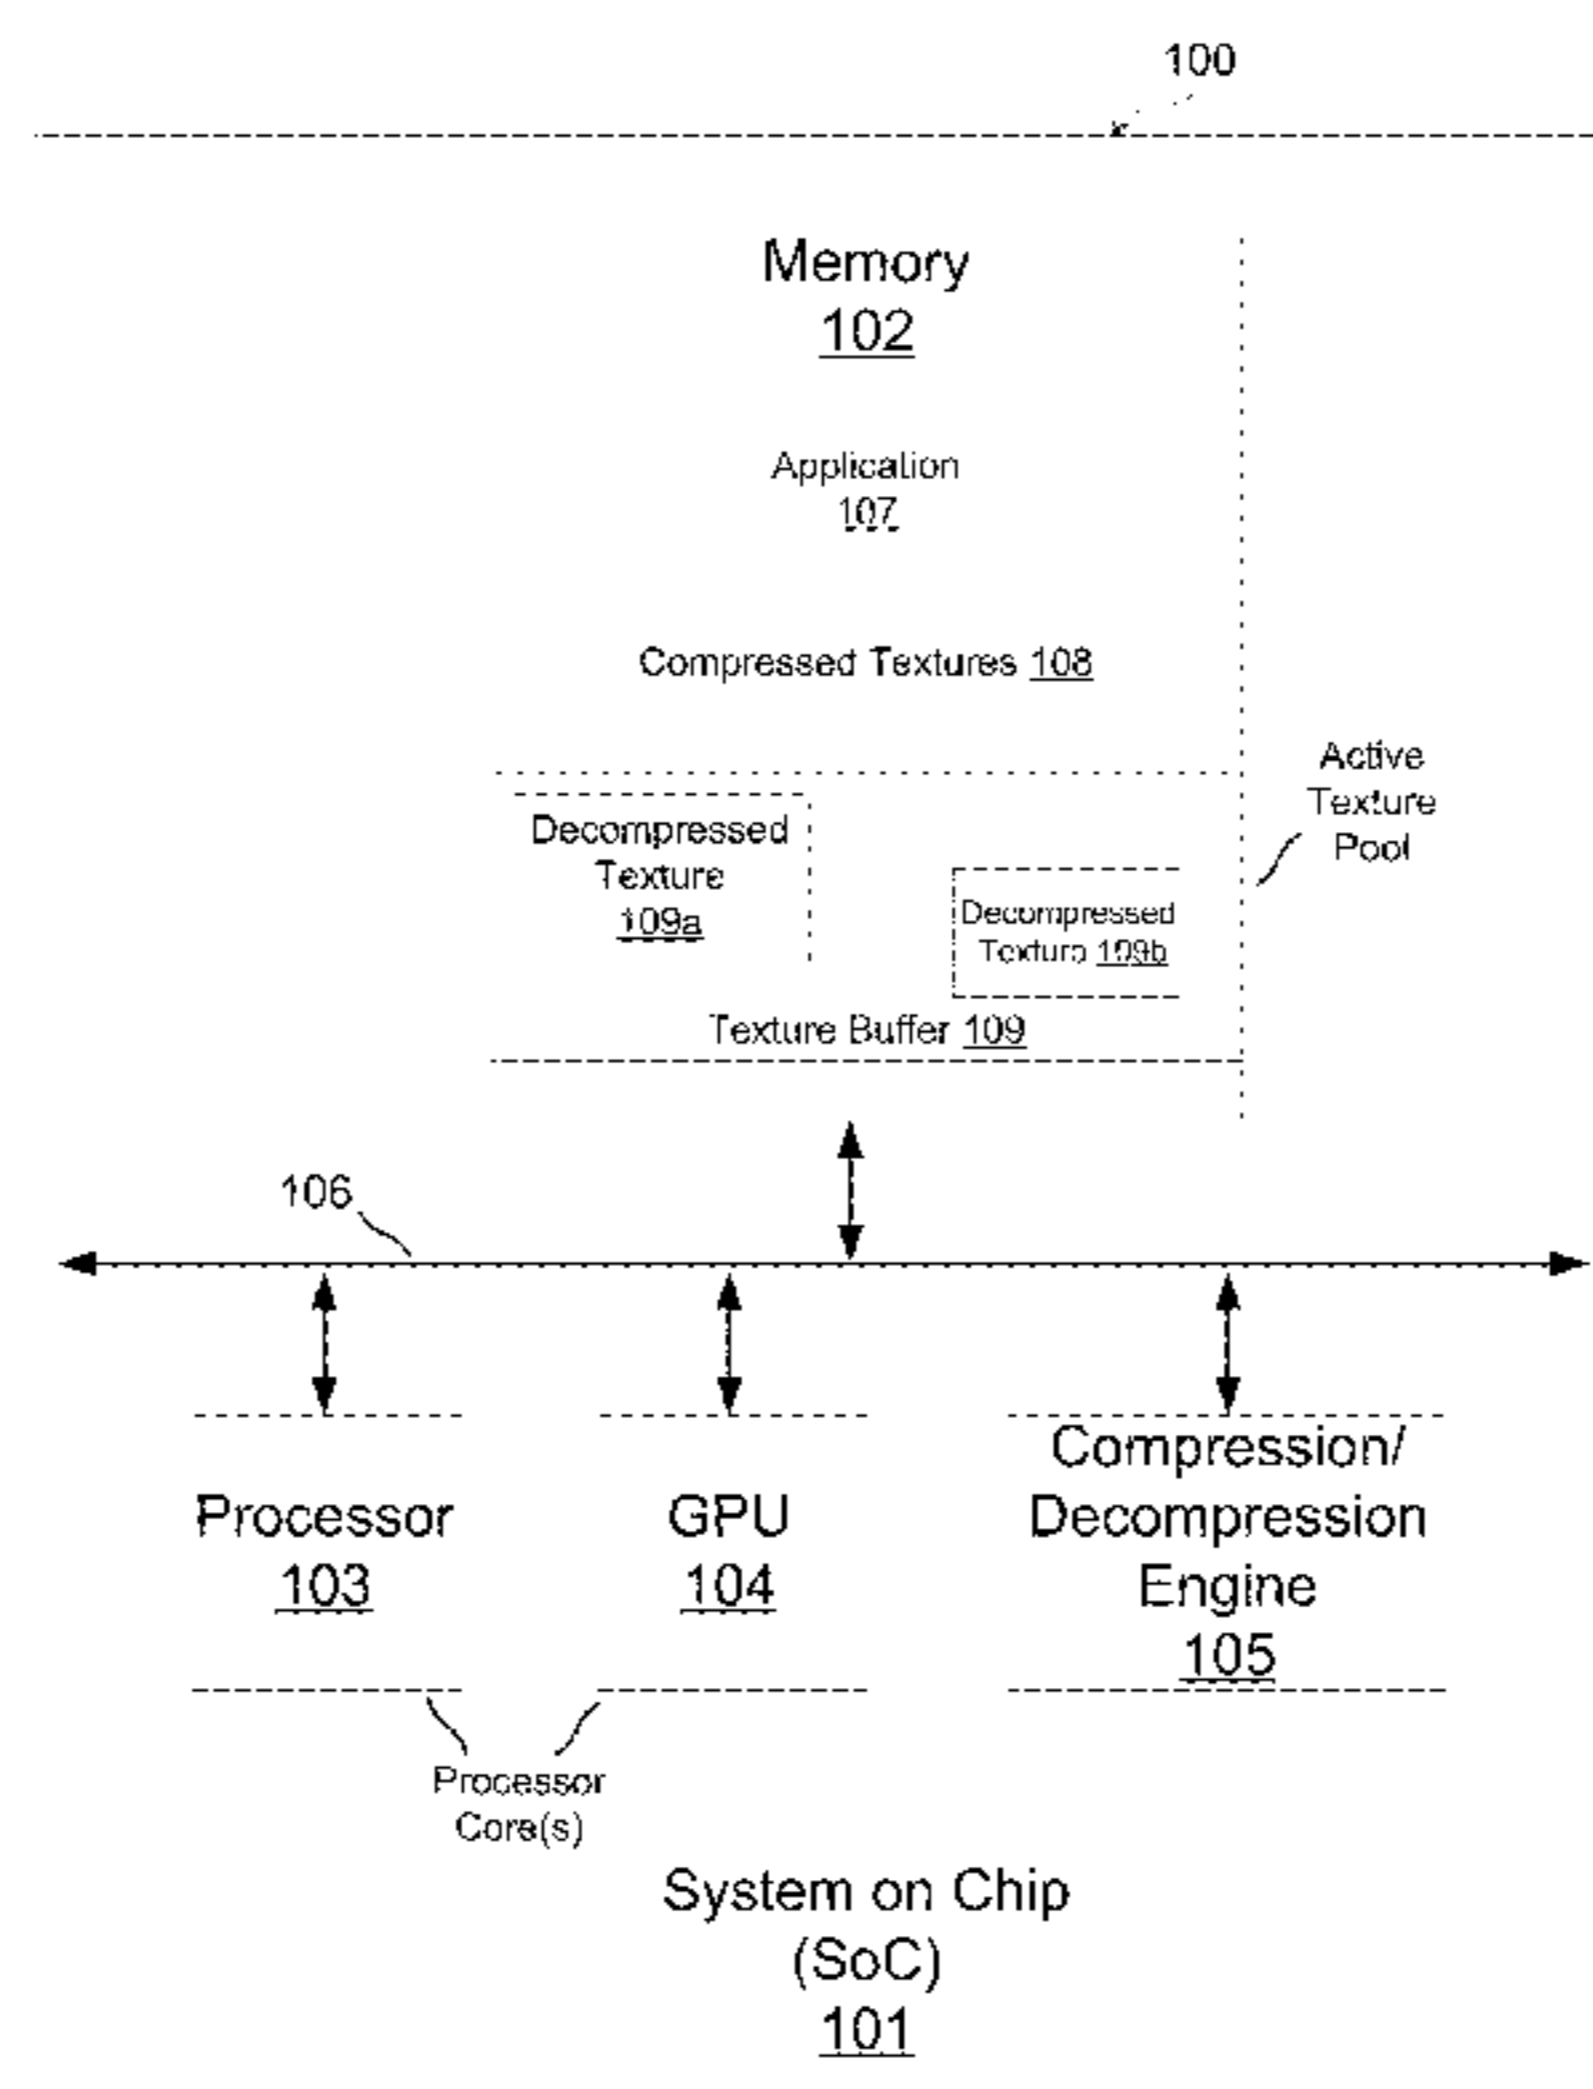 100
Memory
102
Application
107
Compressed Textures 108
Active
Texture
Pool
Decompressed
Texture
109a
Decompressed
Texture 109b
Texture Buffer 109
106
Processor
103
GPU
104
Compression/
Decompression
Engine
105
Processor
Core(s)
System on Chip
(SoC)
101